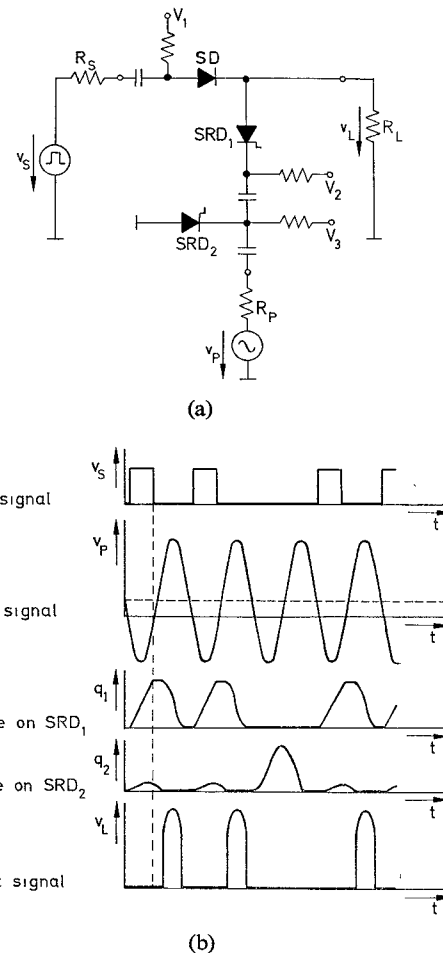 V1
RS SD
SRD1
vS vL RL
V2
SRD2 V3
RP
vP
(a)
vS
signal
t
vP
signal
t
q1
e on SRD1
t
q2
e on SRD2
t
vL
signal
t
(b)